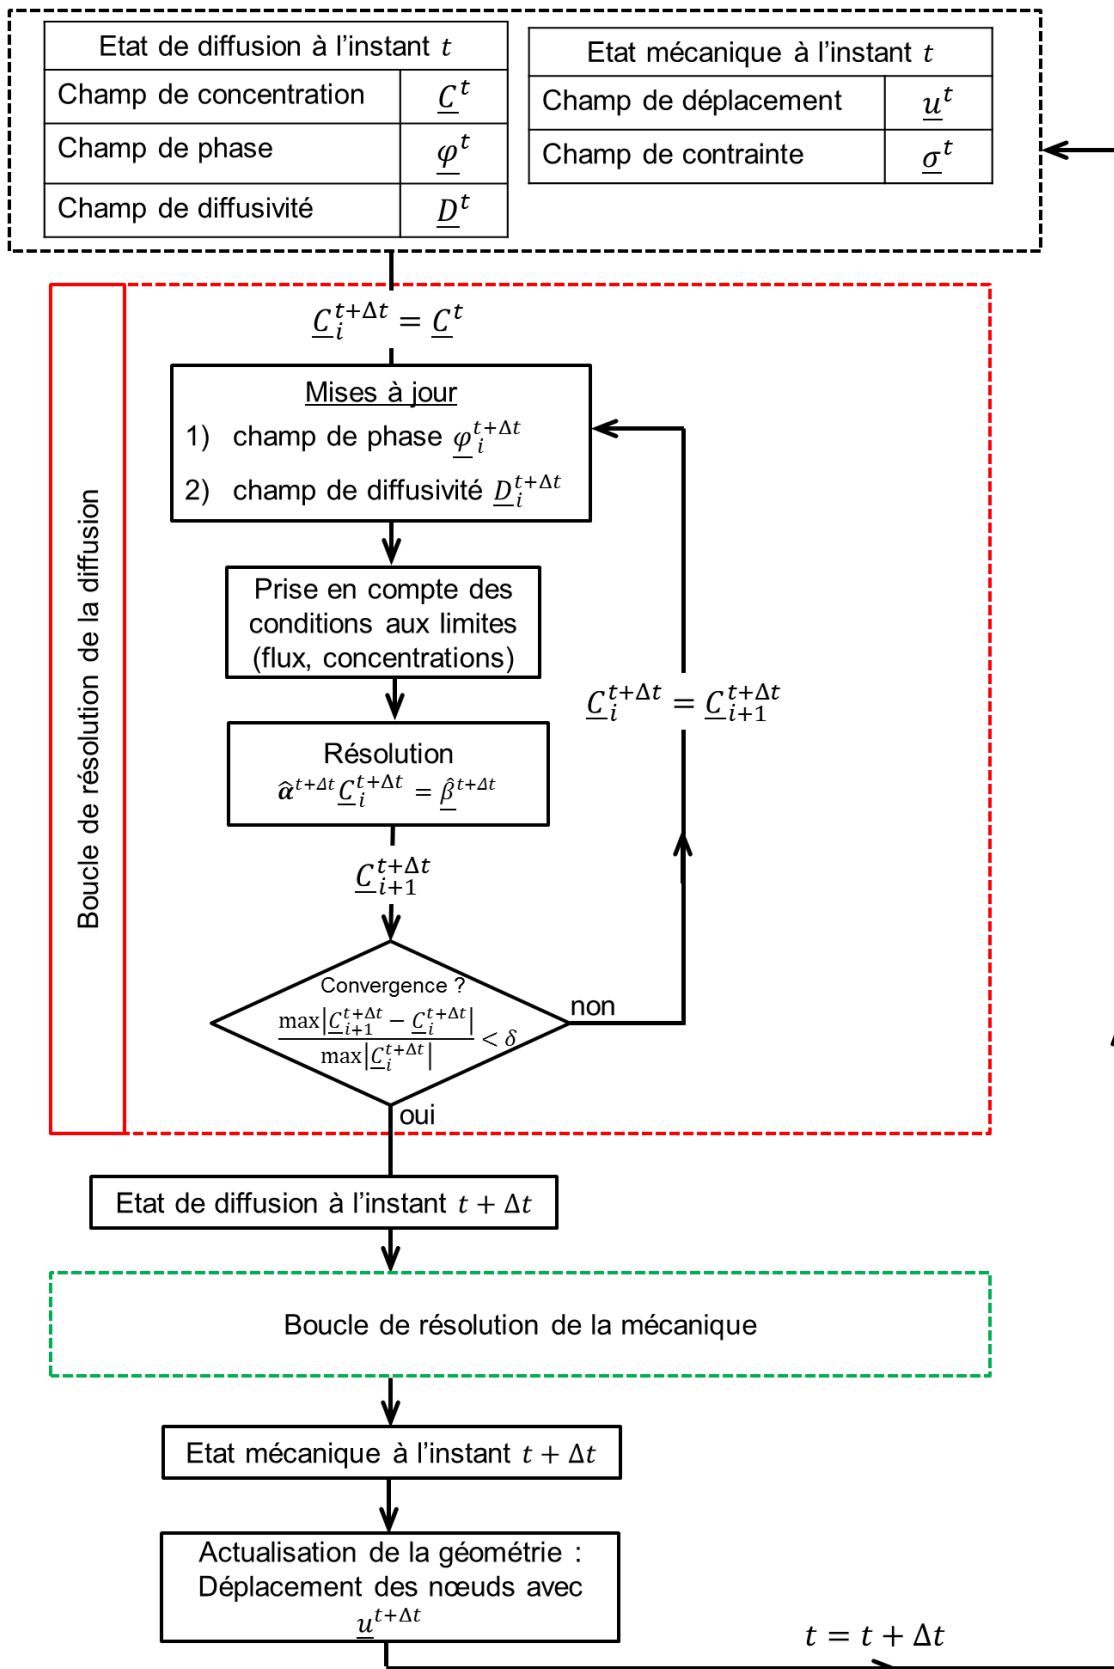 Etat de diffusion à l’instant t
Champ de concentration C^t
Champ de phase φ^t
Champ de diffusivité D^t
Etat mécanique à l’instant t
Champ de déplacement u^t
Champ de contrainte σ^t
Boucle de résolution de la diffusion
C_i^{t+Δt} = C^t
Mises à jour
1) champ de phase φ_i^{t+Δt}
2) champ de diffusivité D_i^{t+Δt}
Prise en compte des
conditions aux limites
(flux, concentrations)
C_i^{t+Δt} = C_{i+1}^{t+Δt}
Résolution
α̂^{t+Δt} C_i^{t+Δt} = β̂^{t+Δt}
C_{i+1}^{t+Δt}
Convergence ?
max|C_{i+1}^{t+Δt} − C_i^{t+Δt}|
max|C_i^{t+Δt}|
< δ
non
oui
Etat de diffusion à l’instant t + Δt
Boucle de résolution de la mécanique
Etat mécanique à l’instant t + Δt
Actualisation de la géométrie :
Déplacement des nœuds avec
u^{t+Δt}
t = t + Δt